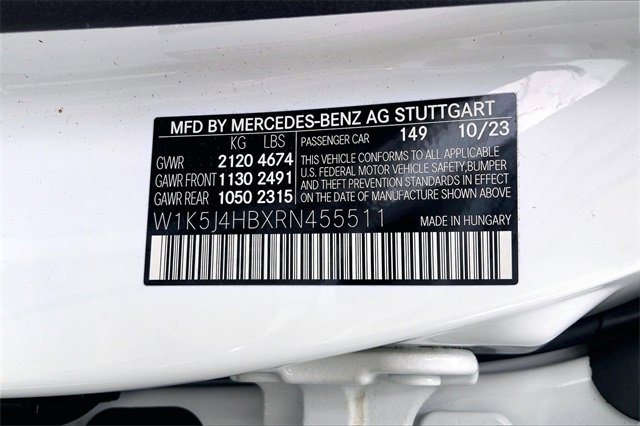 MFD BY MERCEDES-BENZ AG STUTTGART
KG LBS PASSENGER CAR 149 10/23
GVWR 2120 4674
GAWR FRONT 1130 2491
GAWR REAR 1050 2315
THIS VEHICLE CONFORMS TO ALL APPLICABLE
U.S. FEDERAL MOTOR VEHICLE SAFETY, BUMPER
AND THEFT PREVENTION STANDARDS IN EFFECT
ON THE DATE OF MANUFACTURE SHOWN ABOVE
W1K5J4HBXRN455511 MADE IN HUNGARY